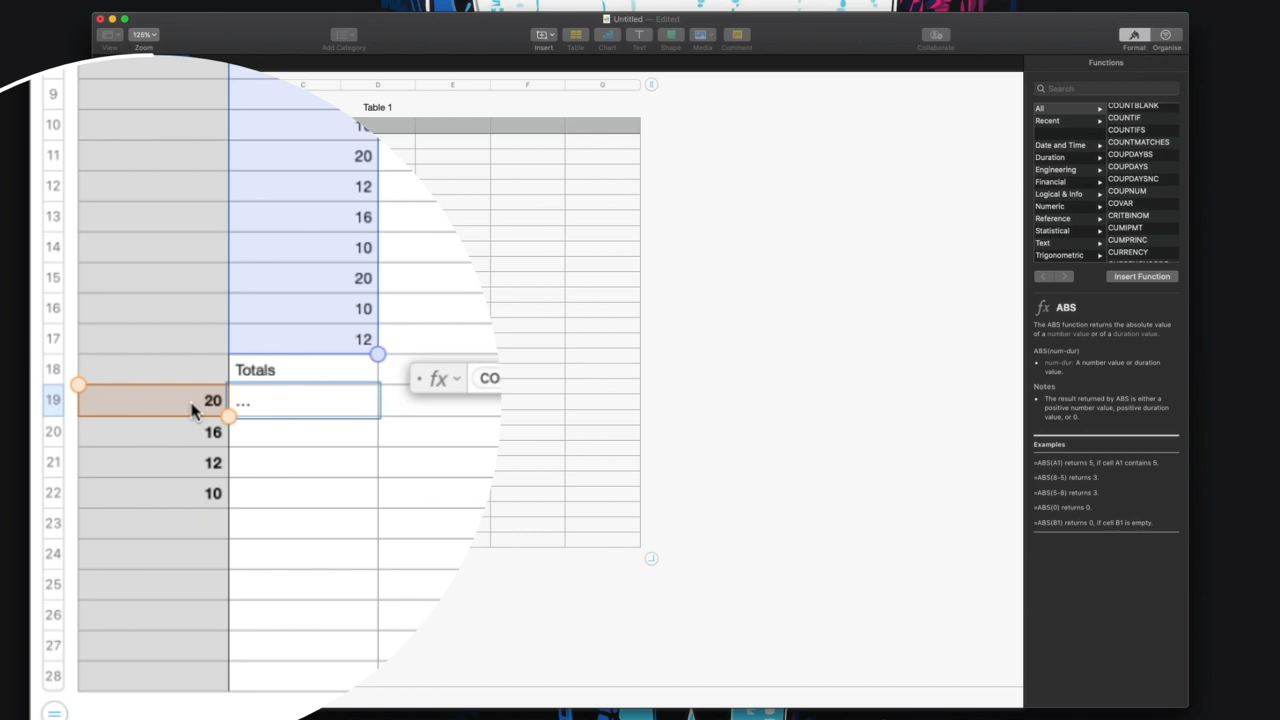 Untitled — Edited
125%
View
Zoom
Add Category
Insert
Table
Chart
Text
Shape
Media
Comment
Collaborate
Format
Organise
Functions
Search
All
Recent
Date and Time
Duration
Engineering
Financial
Logical & Info
Numeric
Reference
Statistical
Text
Trigonometric
COUNTBLANK
COUNTIF
COUNTIFS
COUNTMATCHES
COUPDAYBS
COUPDAYS
COUPDAYSNC
COUPNUM
COVAR
CRITBINOM
CUMIPMT
CUMPRINC
CURRENCY
Insert Function
fx ABS
The ABS function returns the absolute value
of a number value or of a duration value.
ABS(num-dur)
• num-dur: A number value or duration
value.
Notes
• The result returned by ABS is either a
positive number value, positive duration
value, or 0.
Examples
=ABS(A1) returns 5, if cell A1 contains 5.
=ABS(8-5) returns 3.
=ABS(5-8) returns 3.
=ABS(0) returns 0.
=ABS(B1) returns 0, if cell B1 is empty.
C D E F G
Table 1
9
10
11 20
12 12
13 16
14 10
15 20
16 10
17 12
18 Totals
19 20 ...
fx CO
20 16
21 12
22 10
23
24
25
26
27
28